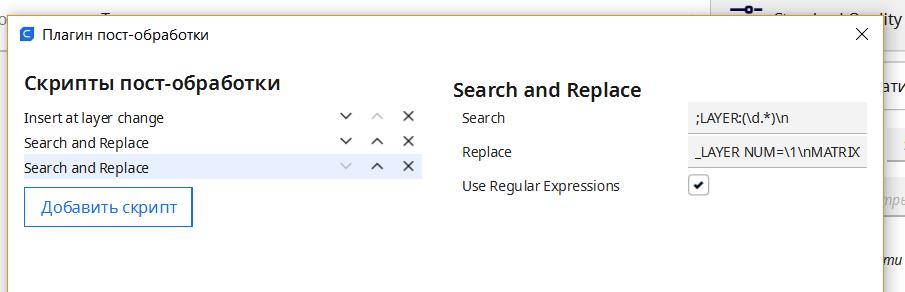 Плагин пост-обработки
Скрипты пост-обработки
Insert at layer change
Search and Replace
Search and Replace
Добавить скрипт
Search and Replace
Search
;LAYER:(\d.*)\n
Replace
_LAYER NUM=\1\nMATRIX
Use Regular Expressions